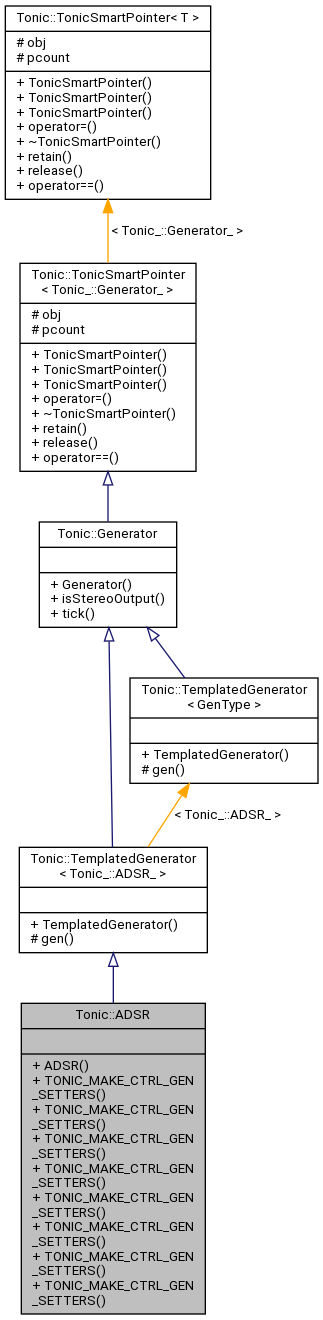 Tonic::TonicSmartPointer< T >
# obj
# pcount
+ TonicSmartPointer()
+ TonicSmartPointer()
+ TonicSmartPointer()
+ operator=()
+ ~TonicSmartPointer()
+ retain()
+ release()
+ operator==()
< Tonic_::Generator_ >
Tonic::TonicSmartPointer
< Tonic_::Generator_ >
# obj
# pcount
+ TonicSmartPointer()
+ TonicSmartPointer()
+ TonicSmartPointer()
+ operator=()
+ ~TonicSmartPointer()
+ retain()
+ release()
+ operator==()
Tonic::Generator
+ Generator()
+ isStereoOutput()
+ tick()
Tonic::TemplatedGenerator
< GenType >
+ TemplatedGenerator()
# gen()
< Tonic_::ADSR_ >
Tonic::TemplatedGenerator
< Tonic_::ADSR_ >
+ TemplatedGenerator()
# gen()
Tonic::ADSR
+ ADSR()
+ TONIC_MAKE_CTRL_GEN
_SETTERS()
+ TONIC_MAKE_CTRL_GEN
_SETTERS()
+ TONIC_MAKE_CTRL_GEN
_SETTERS()
+ TONIC_MAKE_CTRL_GEN
_SETTERS()
+ TONIC_MAKE_CTRL_GEN
_SETTERS()
+ TONIC_MAKE_CTRL_GEN
_SETTERS()
+ TONIC_MAKE_CTRL_GEN
_SETTERS()
+ TONIC_MAKE_CTRL_GEN
_SETTERS()